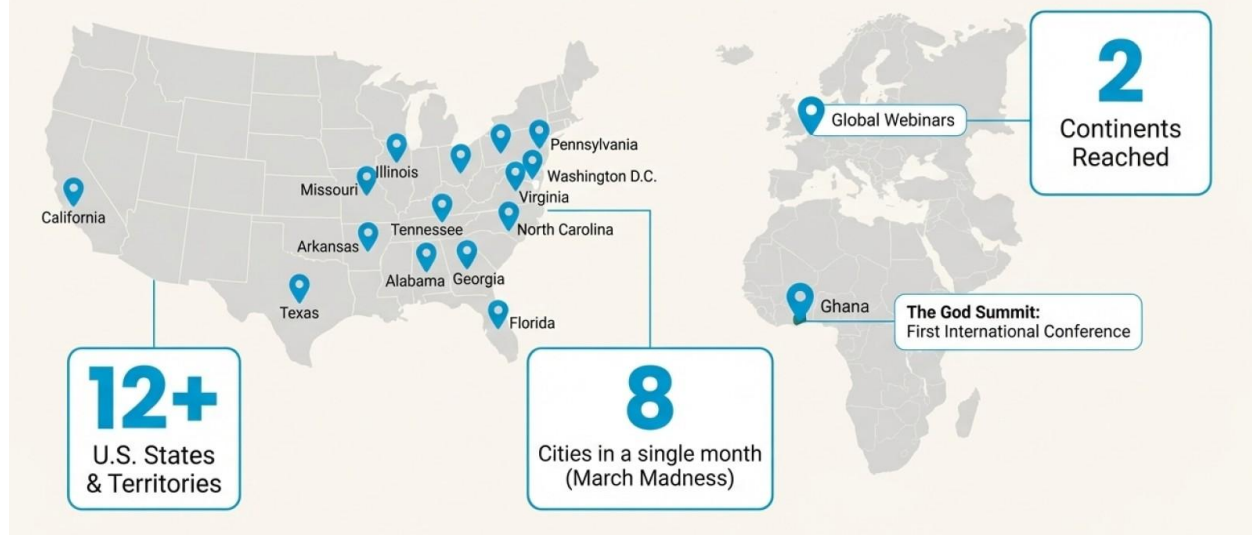 California
Texas
Missouri
Illinois
Arkansas
Tennessee
Alabama
Georgia
Florida
Pennsylvania
Washington D.C.
Virginia
North Carolina
12+
U.S. States
& Territories
8
Cities in a single month
(March Madness)
Global Webinars
2
Continents
Reached
Ghana
The God Summit:
First International Conference